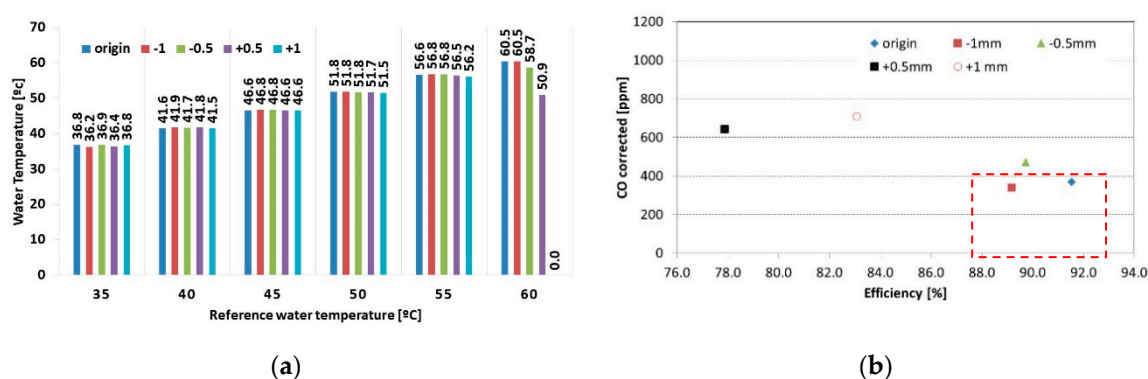 70
60
50
40
30
20
10
0
Water Temperature [ºc]
origin -1 -0.5 +0.5 +1
36.8 36.2 36.9 36.4 36.8
41.6 41.9 41.7 41.8 41.5
46.6 46.8 46.8 46.6 46.6
51.8 51.8 51.8 51.7 51.5
56.6 56.8 56.8 56.5 56.2
60.5 60.5 58.7 50.9 0.0
35 40 45 50 55 60
Reference water temperature [ºC]
(a)
1200
1000
800
600
400
200
0
CO corrected [ppm]
origin -1mm -0.5mm
+0.5mm +1 mm
76.0 78.0 80.0 82.0 84.0 86.0 88.0 90.0 92.0 94.0
Efficiency [%]
(b)